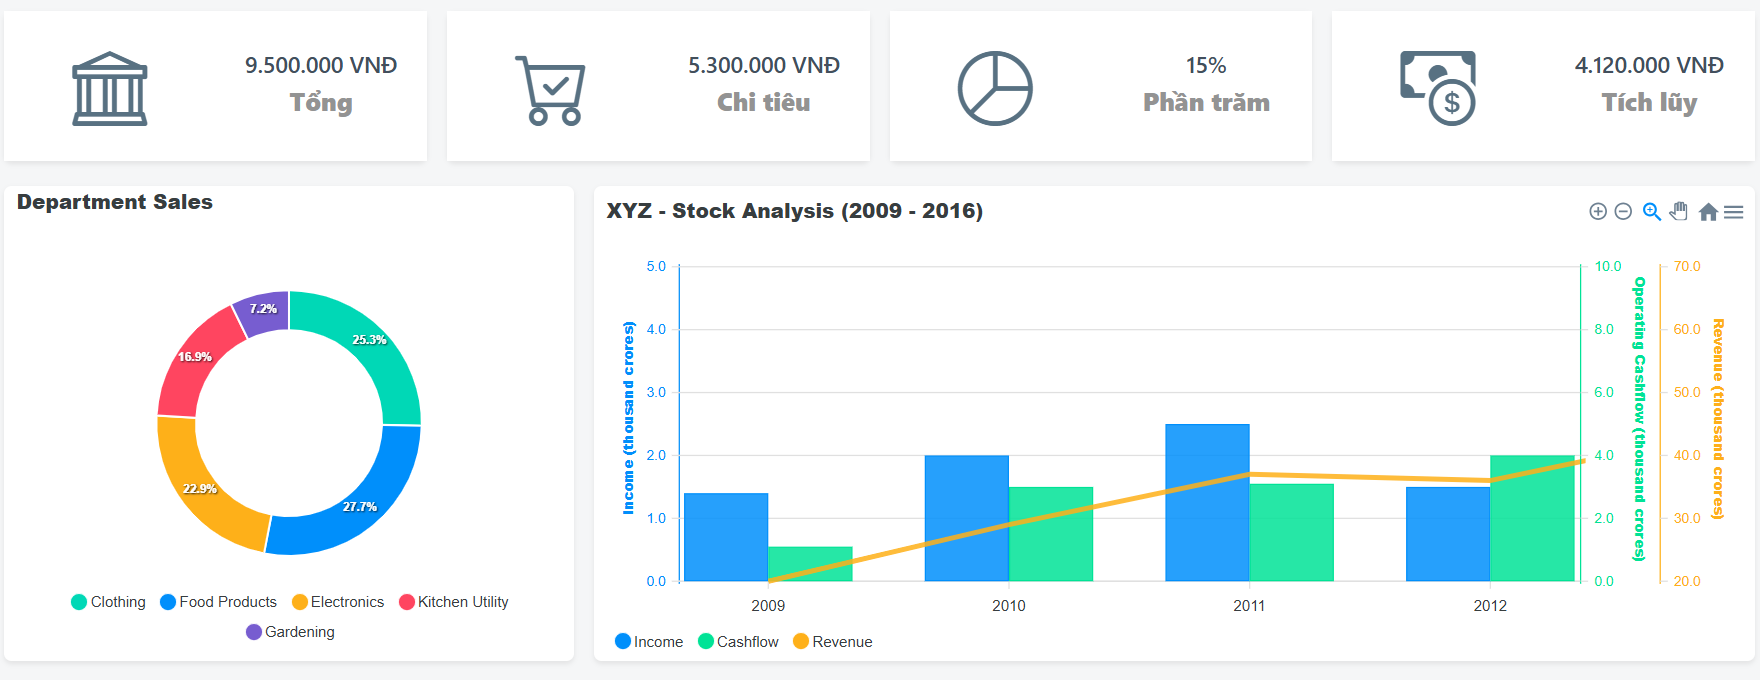 9.500.000 VNĐ
Tổng
5.300.000 VNĐ
Chi tiêu
15%
Phần trăm
4.120.000 VNĐ
Tích lũy
$
Department Sales
7.2%
25.3%
16.9%
22.9%
27.7%
Clothing Food Products Electronics Kitchen Utility
Gardening
XYZ - Stock Analysis (2009 - 2016)
Income (thousand crores)
5.0
4.0
3.0
2.0
1.0
0.0
2009 2010 2011 2012
10.0
8.0
6.0
4.0
2.0
0.0
Operating Cashflow (thousand crores)
70.0
60.0
50.0
40.0
30.0
20.0
Revenue (thousand crores)
Income Cashflow Revenue